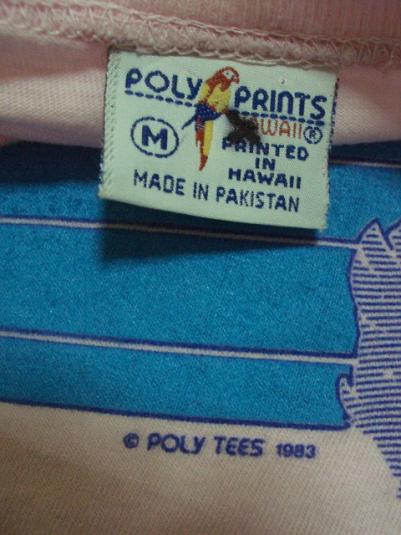 POLY PRINTS
HAWAII®
M
PRINTED
IN
HAWAII
MADE IN PAKISTAN
© POLY TEES 1983